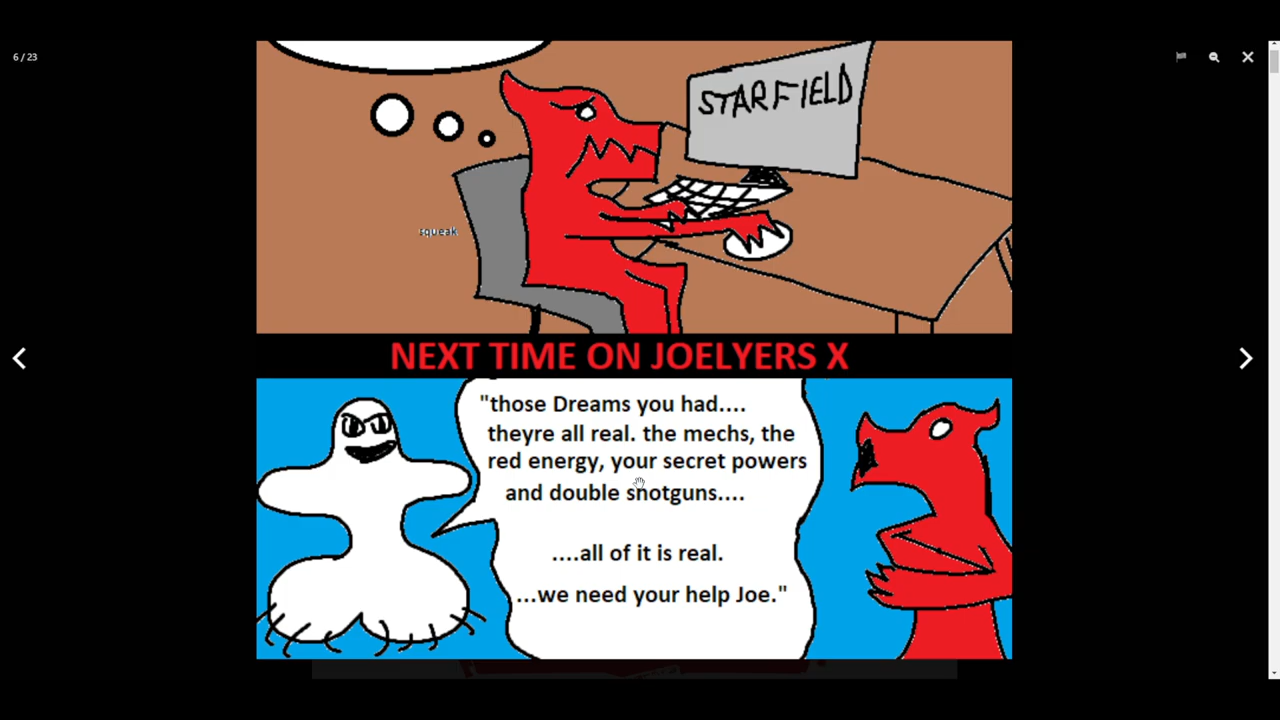 6 / 23
STARFIELD
squeak
NEXT TIME ON JOELYERS X
"those Dreams you had....
theyre all real. the mechs, the
red energy, your secret powers
and double shotguns....
....all of it is real.
...we need your help Joe."